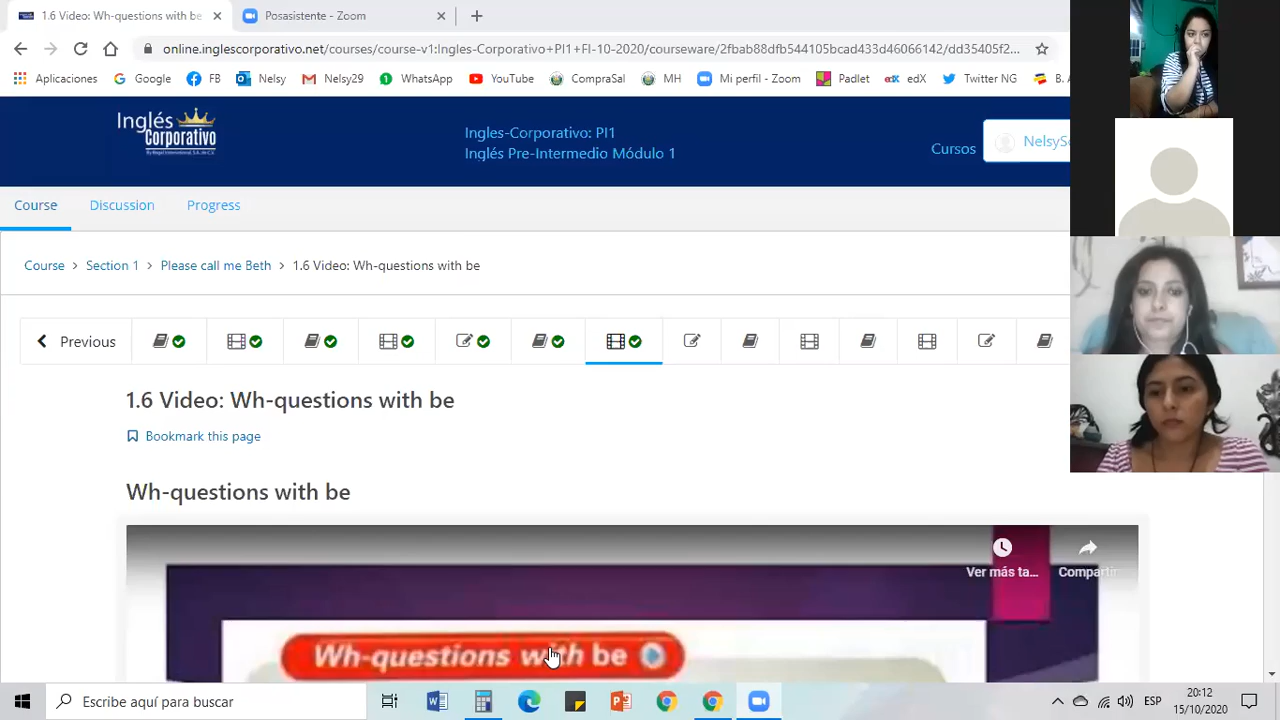 1.6 Video: Wh-questions with be
Posasistente - Zoom
online.inglescorporativo.net/courses/course-v1:Ingles-Corporativo+PI1+FI-10-2020/courseware/2fbab88dfb544105bcad433d46066142/dd35405f2...
Aplicaciones
Google
FB
Nelsy
Nelsy29
WhatsApp
YouTube
CompraSal
MH
Mi perfil - Zoom
Padlet
edX
Twitter NG
B. A
Inglés
Corporativo
Ingles-Corporativo: PI1
Inglés Pre-Intermedio Módulo 1
Cursos
NelsySo
Course
Discussion
Progress
Course > Section 1 > Please call me Beth > 1.6 Video: Wh-questions with be
Previous
1.6 Video: Wh-questions with be
Bookmark this page
Wh-questions with be
Ver más ta...
Compartir
Wh-questions with be
Escribe aquí para buscar
ESP
20:12
15/10/2020